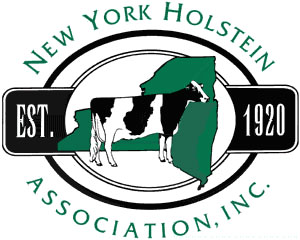 NEW YORK HOLSTEIN
EST. 1920
ASSOCIATION, INC.